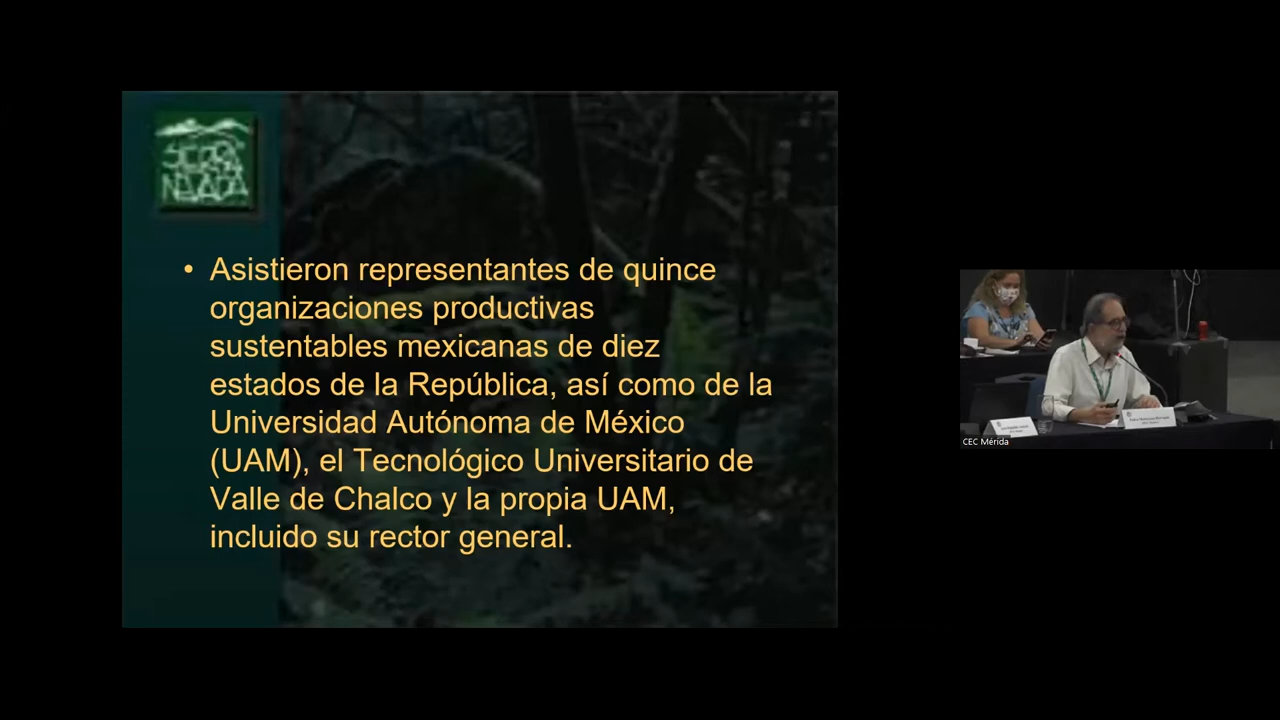 SIERRA
NEVADA
• Asistieron representantes de quince
organizaciones productivas
sustentables mexicanas de diez
estados de la República, así como de la
Universidad Autónoma de México
(UAM), el Tecnológico Universitario de
Valle de Chalco y la propia UAM,
incluido su rector general.
CEC Mérida